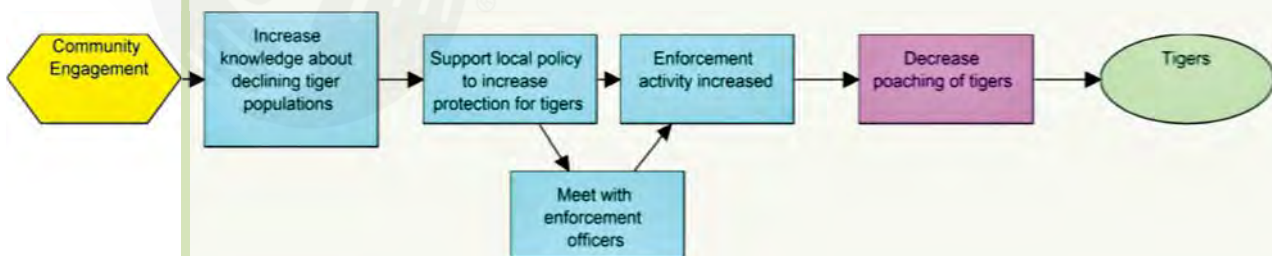 Community
Engagement
Increase
knowledge about
declining tiger
populations
Support local policy
to increase
protection for tigers
Enforcement
activity increased
Decrease
poaching of tigers
Tigers
Meet with
enforcement
officers